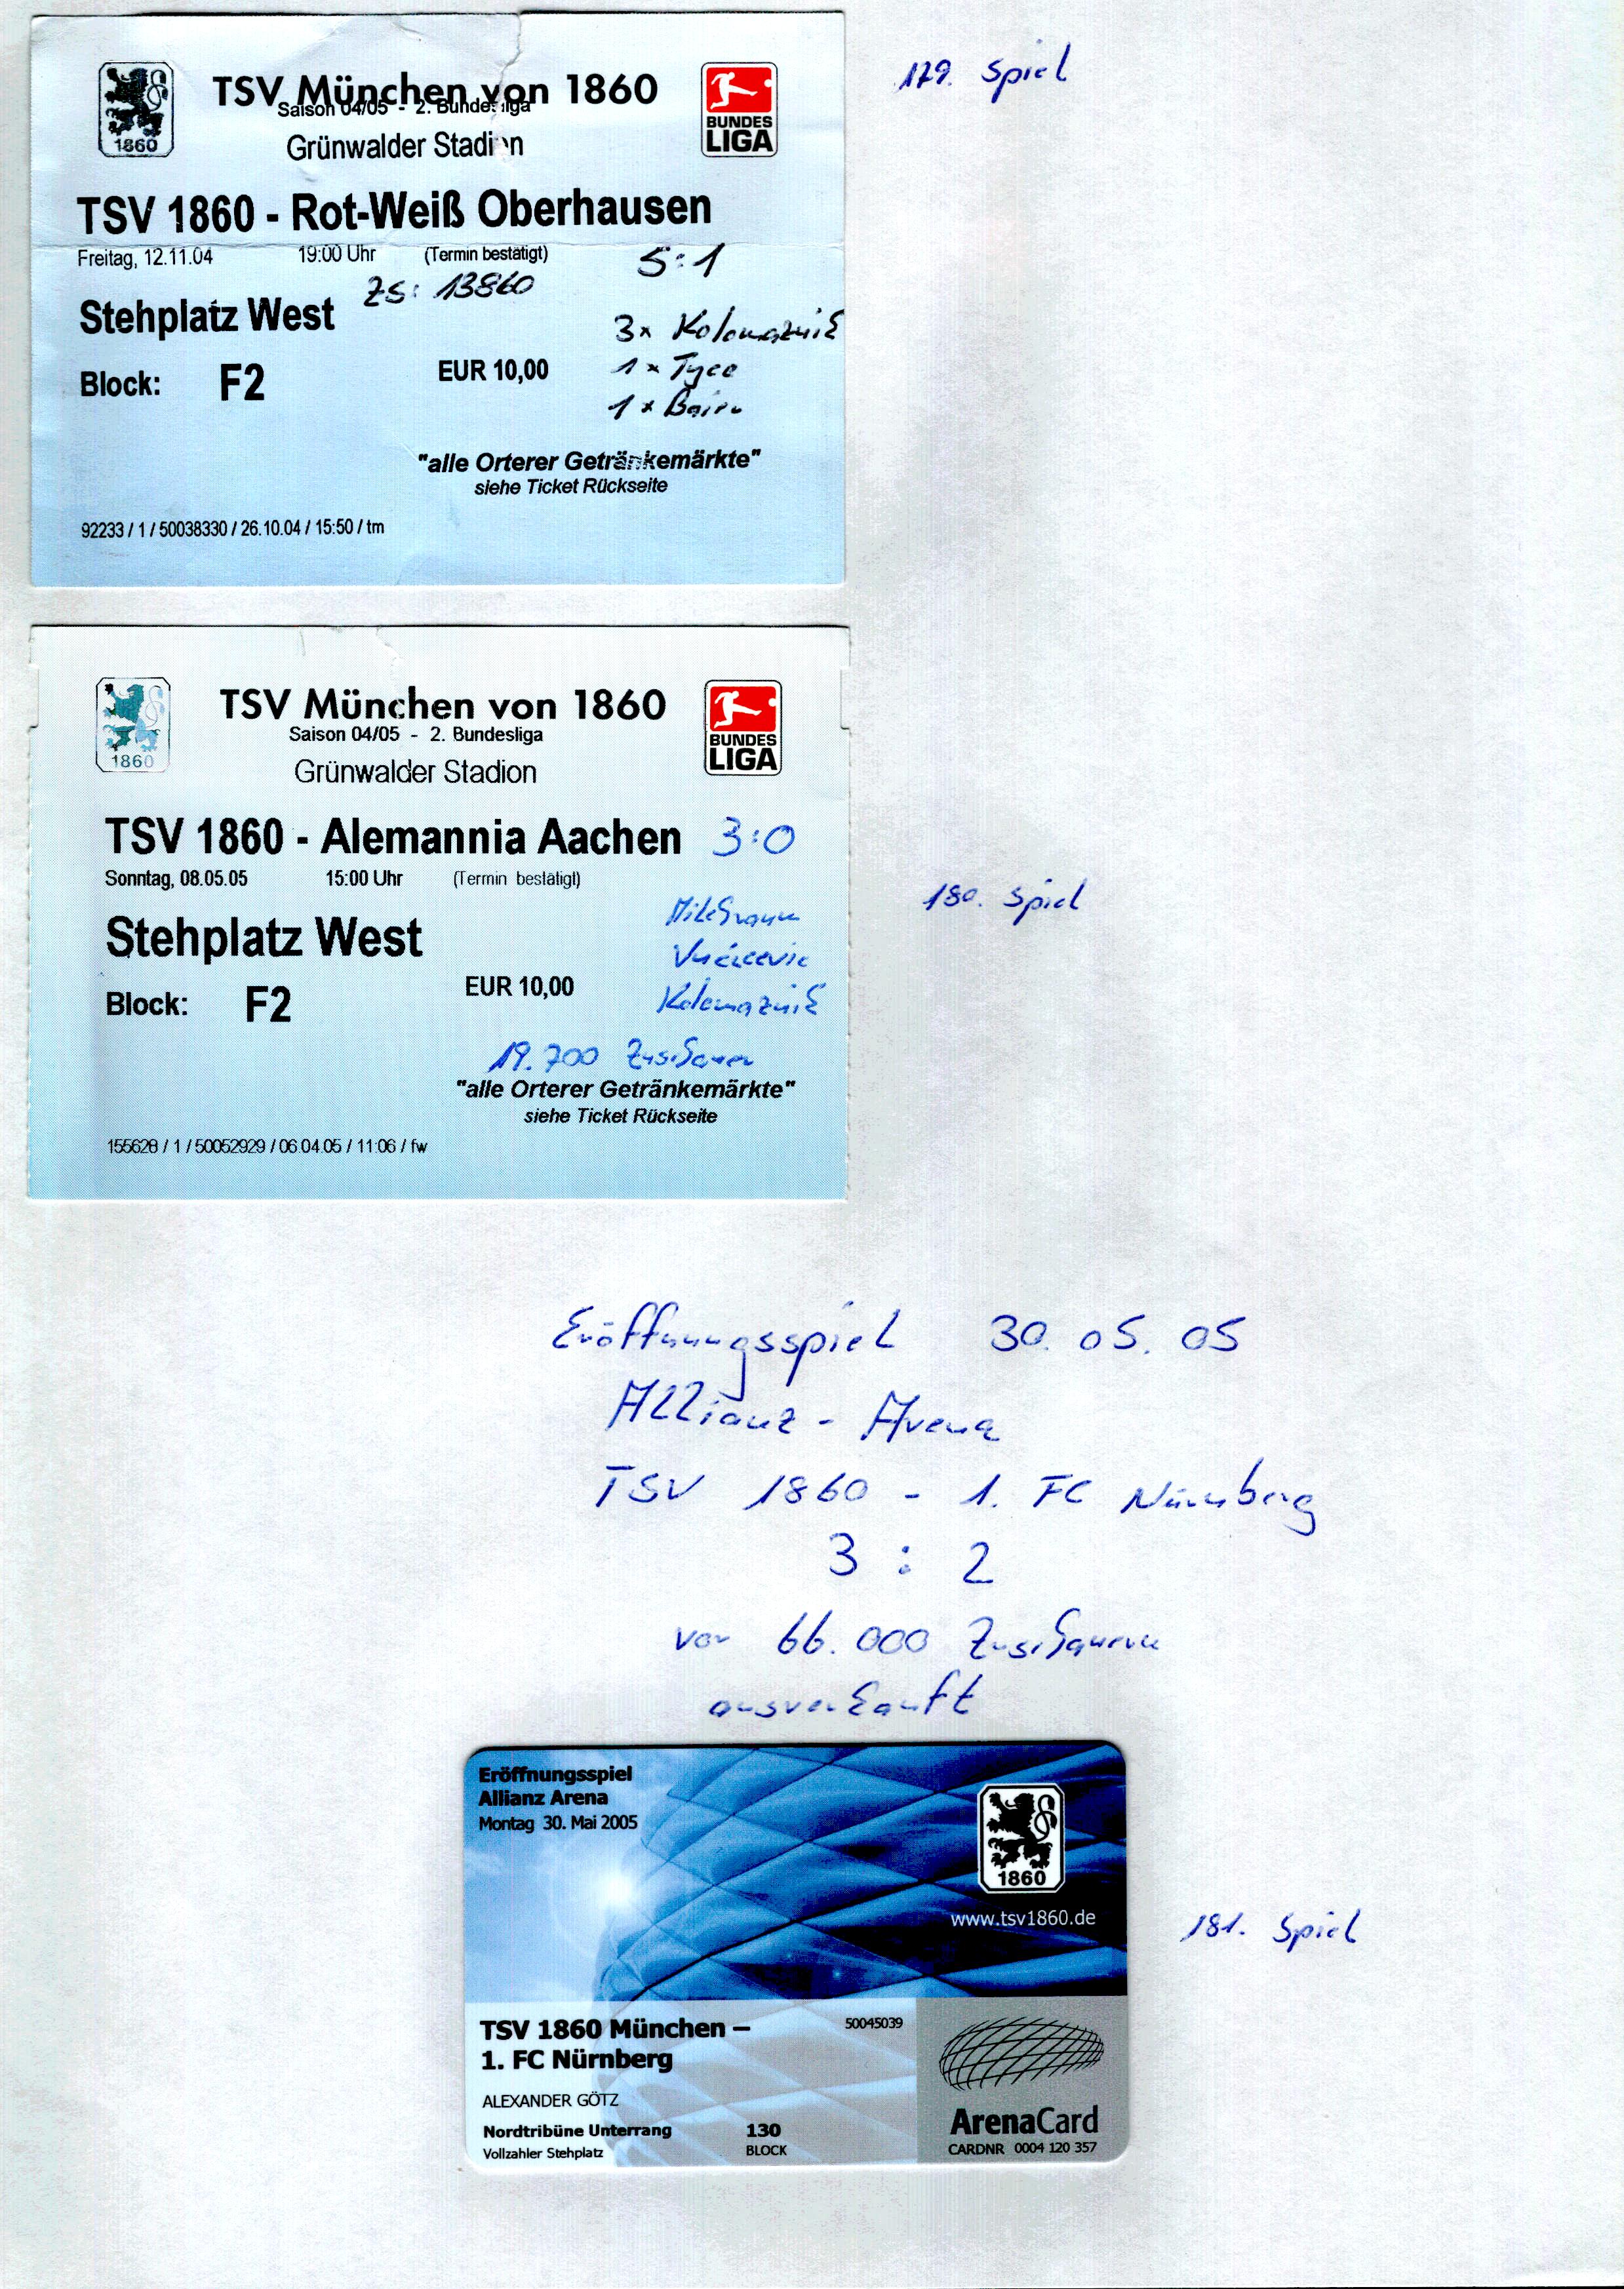 179. Spiel
1860
TSV München von 1860
Saison 04/05 - 2. Bundesliga
Grünwalder Stadion
BUNDES
LIGA
TSV 1860 - Rot-Weiß Oberhausen
Freitag, 12.11.04 19:00 Uhr (Termin bestätigt)
5:1
ZS: 13860
Stehplatz West
3x Kolomaznik
Block: F2 EUR 10,00
1x Tyce
1x
"alle Orterer Getränkemärkte"
siehe Ticket Rückseite
92233 / 1 / 50038330 / 26.10.04 / 15:50 / tm
1860
TSV München von 1860
Saison 04/05 - 2. Bundesliga
Grünwalder Stadion
BUNDES
LIGA
TSV 1860 - Alemannia Aachen 3:0
Sonntag, 08.05.05 15:00 Uhr (Termin bestätigt)
180. Spiel
Milchraum
Stehplatz West
Vucicevic
Block: F2 EUR 10,00
Kolomaznik
19.700 Zuschauer
"alle Orterer Getränkemärkte"
siehe Ticket Rückseite
155628 / 1 / 50052929 / 06.04.05 / 11:06 / fw
Eröffnungsspiel 30.05.05
Allianz - Arena
TSV 1860 - 1. FC Nürnberg
3 : 2
vor 66.000 Zuschauern
ausverkauft
Eröffnungsspiel
Allianz Arena
Montag 30. Mai 2005
1860
www.tsv1860.de
181. Spiel
TSV 1860 München –
1. FC Nürnberg
50045039
ALEXANDER GÖTZ
Nordtribüne Unterrang 130
Vollzahler Stehplatz BLOCK
ArenaCard
CARDNR 0004 120 357